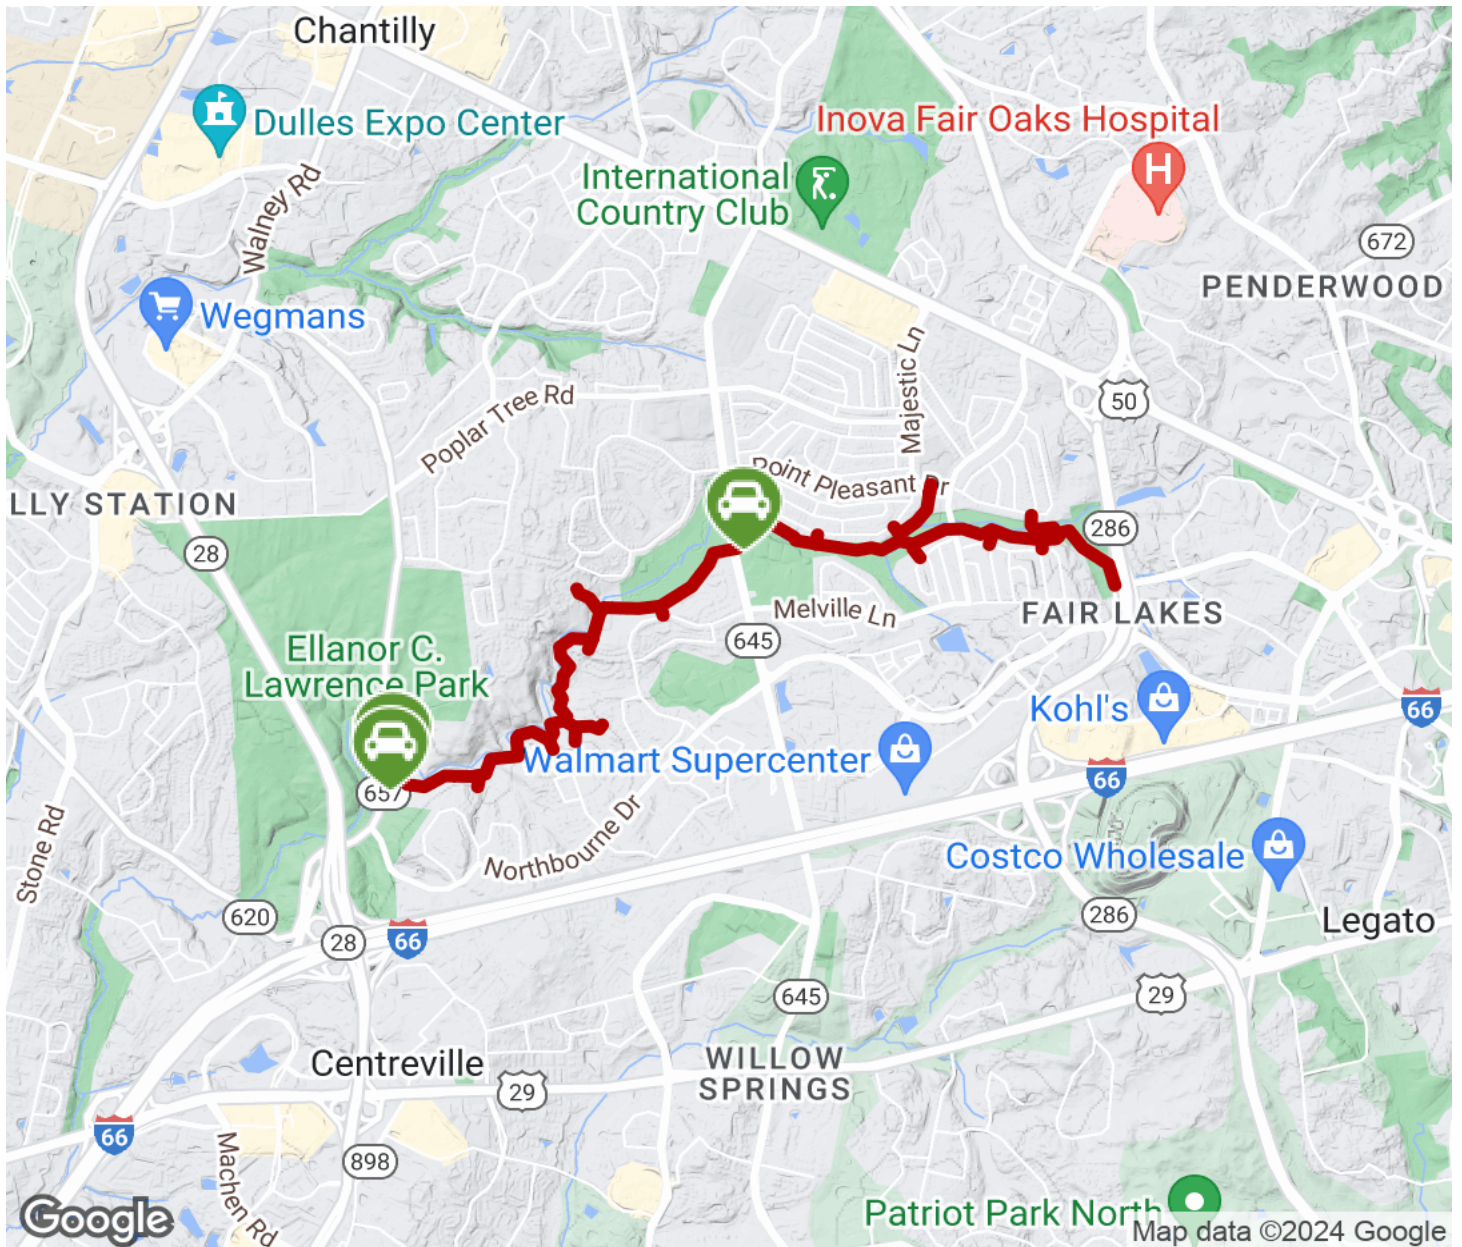 Chantilly
Dulles Expo Center
Inova Fair Oaks Hospital
H
International
Country Club
Walney Rd
672
PENDERWOOD
Wegmans
Majestic Ln
50
Poplar Tree Rd
Point Pleasant Dr
LLY STATION
28
286
Melville Ln
FAIR LAKES
645
Ellanor C.
Lawrence Park
Kohl's
66
Walmart Supercenter
66
657
Northbourne Dr
Stone Rd
Costco Wholesale
620
28
66
286
Legato
645
29
Centreville
WILLOW
SPRINGS
29
66
Machen Rd
898
Patriot Park North
Google
Map data ©2024 Google